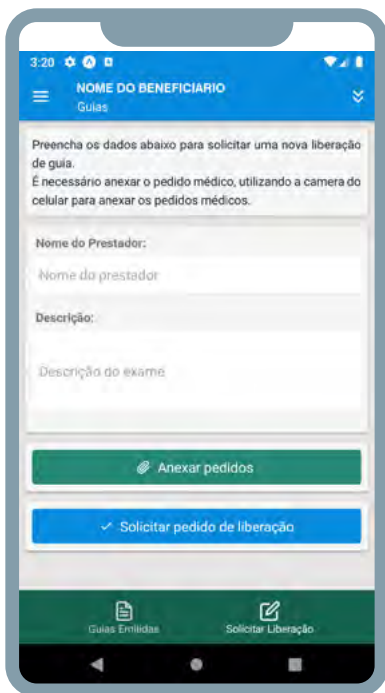 3:20
NOME DO BENEFICIARIO
Guias
Preencha os dados abaixo para solicitar uma nova liberação
de guia.
É necessário anexar o pedido médico, utilizando a camera do
celular para anexar os pedidos médicos.
Nome do Prestador:
Nome do prestador
Descrição:
Descrição do exame
Anexar pedidos
Solicitar pedido de liberação
Guias Emitidas
Solicitar Liberação